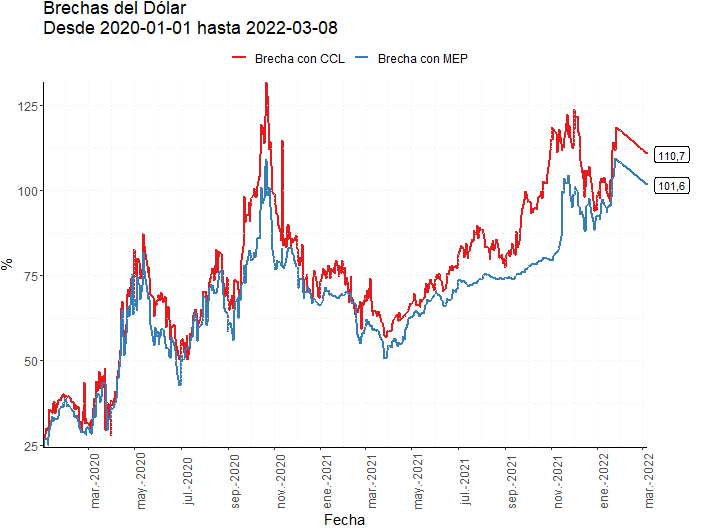 Brechas del Dólar
Desde 2020-01-01 hasta 2022-03-08
Brecha con CCL Brecha con MEP
%
125
100
75
50
25
110,7
101,6
mar.-2020
may.-2020
jul.-2020
sep.-2020
nov.-2020
ene.-2021
mar.-2021
may.-2021
jul.-2021
sep.-2021
nov.-2021
ene.-2022
mar.-2022
Fecha